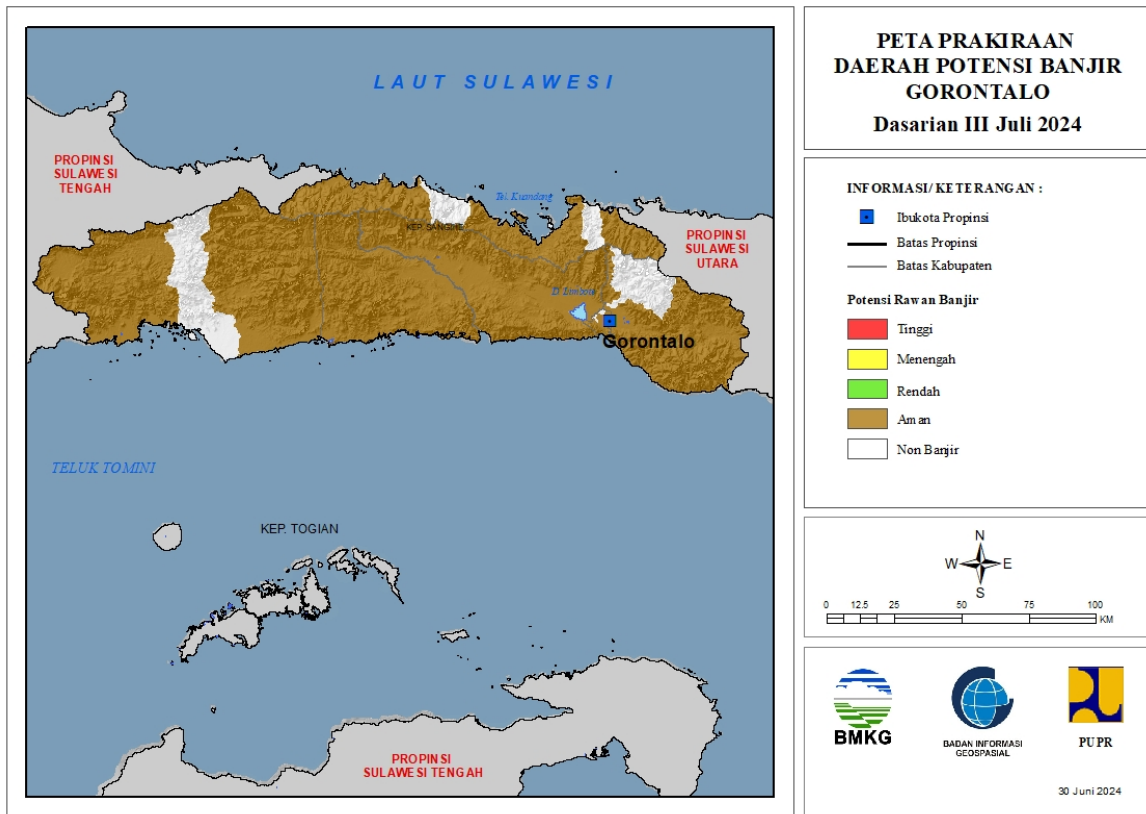 LAUT SULAWESI
PROPINSI
SULAWESI
TENGAH
Tel. Kuandang
KEP. SANGIHE
PROPINSI
SULAWESI
UTARA
D. Limboto
Gorontalo
TELUK TOMINI
KEP. TOGIAN
PROPINSI
SULAWESI TENGAH
PETA PRAKIRAAN
DAERAH POTENSI BANJIR
GORONTALO
Dasarian III Juli 2024
INFORMASI/ KETERANGAN :
Ibukota Propinsi
Batas Propinsi
Batas Kabupaten
Potensi Rawan Banjir
Tinggi
Menengah
Rendah
Aman
Non Banjir
N
W E
S
0 12.5 25 50 75 100
KM
BMKG
BADAN INFORMASI
GEOSPASIAL
PUPR
30 Juni 2024